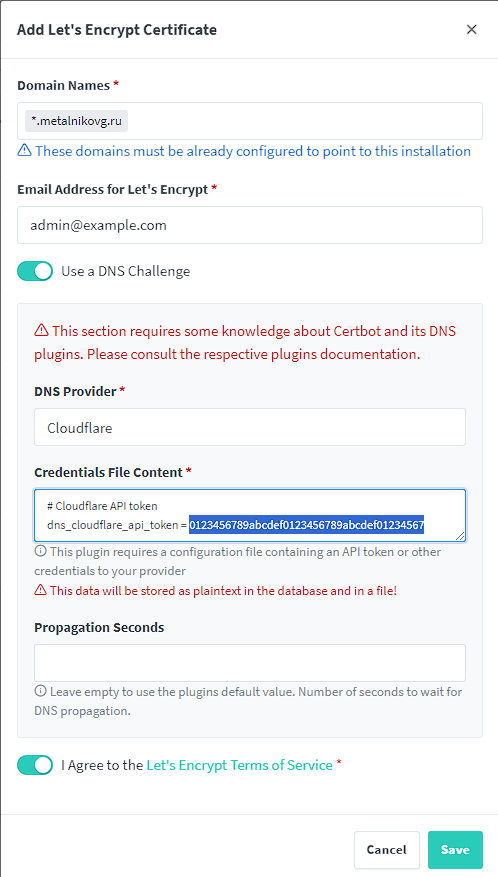 Add Let's Encrypt Certificate
Domain Names *
*.metalnikovg.ru
These domains must be already configured to point to this installation
Email Address for Let's Encrypt *
admin@example.com
Use a DNS Challenge
This section requires some knowledge about Certbot and its DNS
plugins. Please consult the respective plugins documentation.
DNS Provider *
Cloudflare
Credentials File Content *
# Cloudflare API token
dns_cloudflare_api_token = 0123456789abcdef0123456789abcdef01234567
This plugin requires a configuration file containing an API token or other
credentials to your provider
This data will be stored as plaintext in the database and in a file!
Propagation Seconds
Leave empty to use the plugins default value. Number of seconds to wait for
DNS propagation.
I Agree to the Let's Encrypt Terms of Service *
Cancel
Save